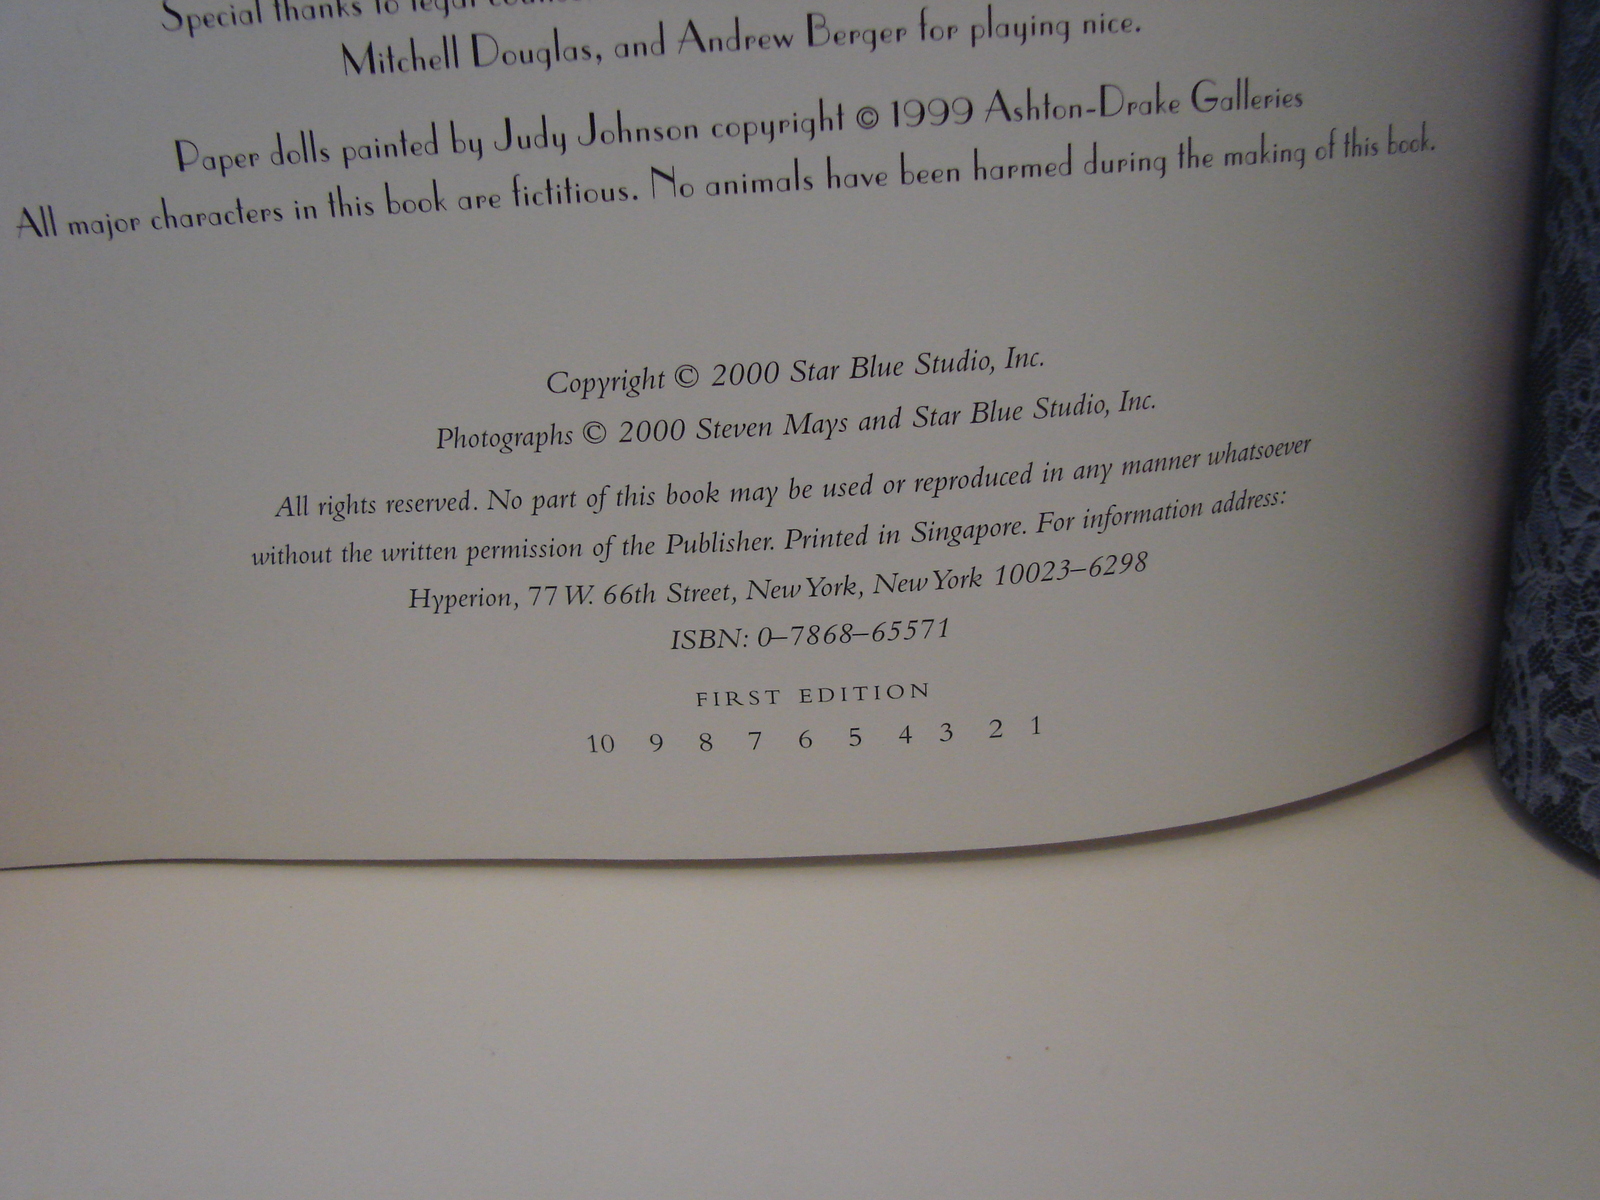 Special thanks to legal
Mitchell Douglas, and Andrew Berger for playing nice.
Paper dolls painted by Judy Johnson copyright © 1999 Ashton-Drake Galleries
All major characters in this book are fictitious. No animals have been harmed during the making of this book.
Copyright © 2000 Star Blue Studio, Inc.
Photographs © 2000 Steven Mays and Star Blue Studio, Inc.
All rights reserved. No part of this book may be used or reproduced in any manner whatsoever
without the written permission of the Publisher. Printed in Singapore. For information address:
Hyperion, 77 W. 66th Street, New York, New York 10023–6298
ISBN: 0–7868–65571
FIRST EDITION
10 9 8 7 6 5 4 3 2 1